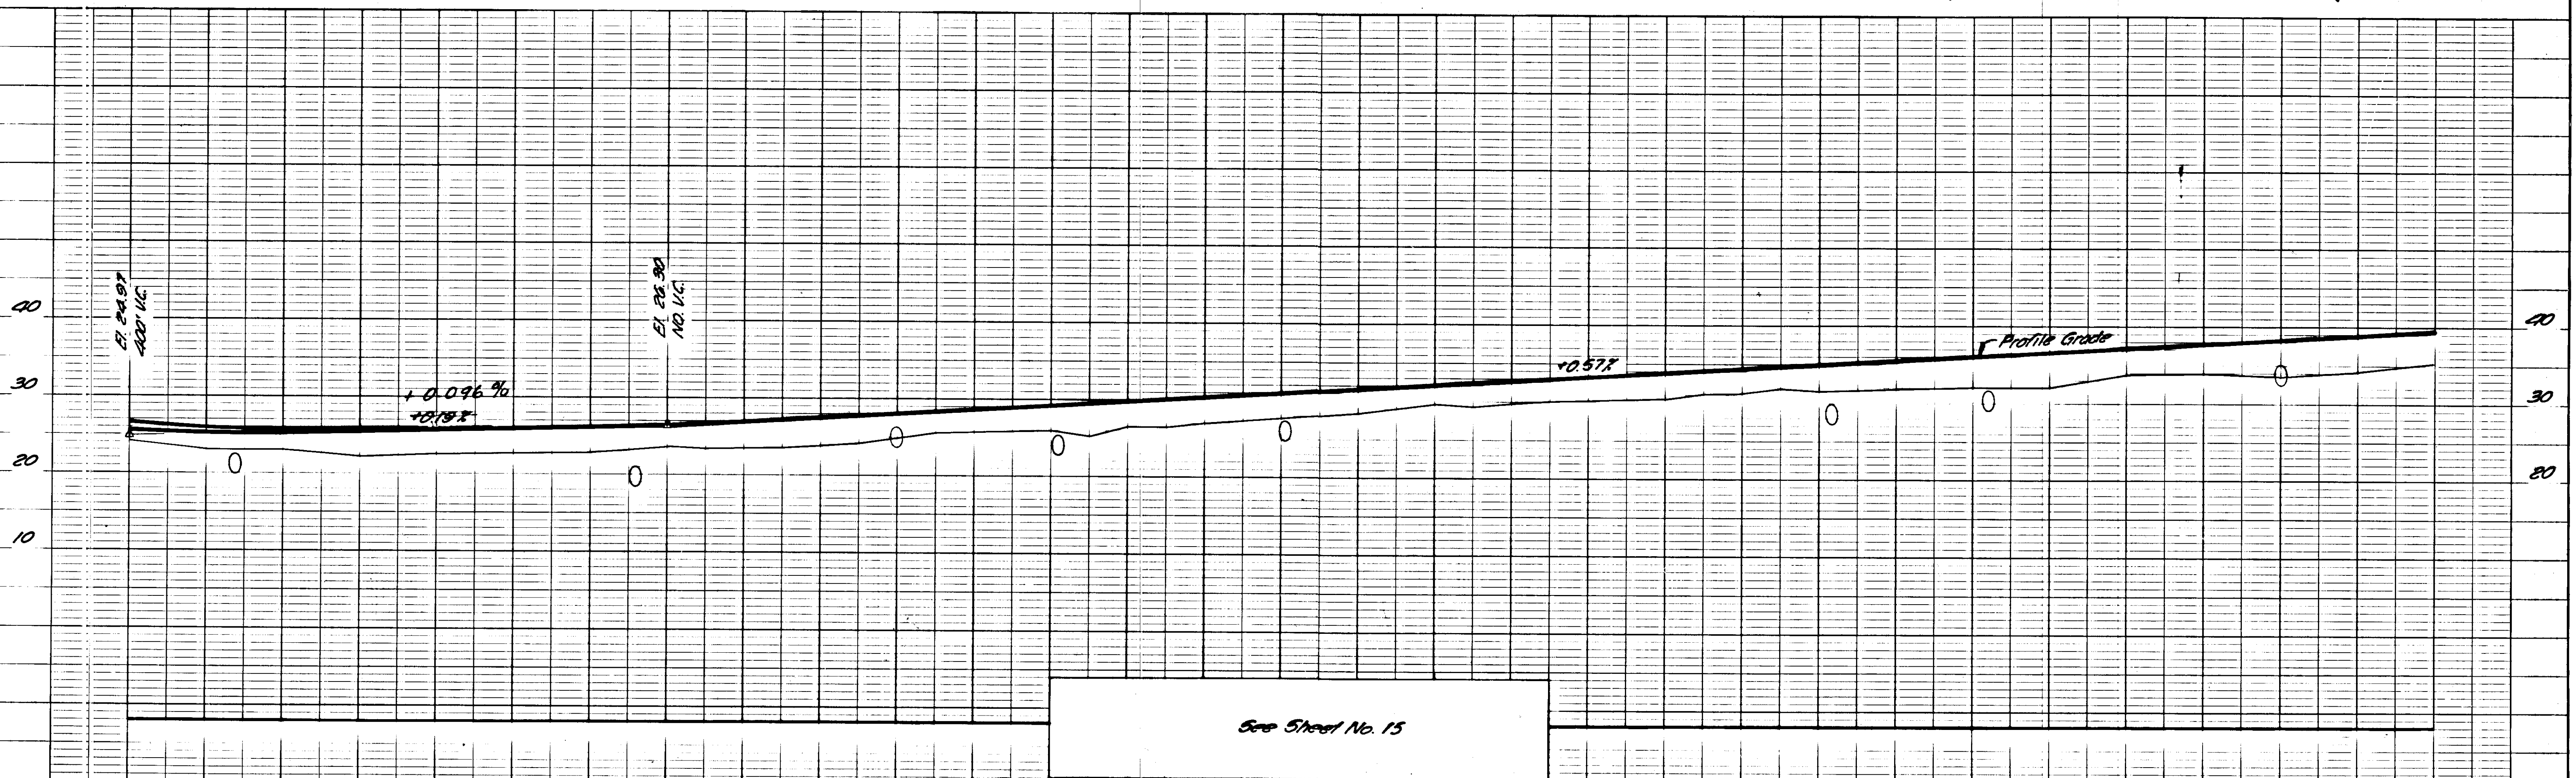 El. 24.97
400' V.C.
El. 26.30
NO. V.C.
40
30
20
10
+ 0.096 %
+0.19%
+0.57%
Profile Grade
40
30
20
See Sheet No. 15